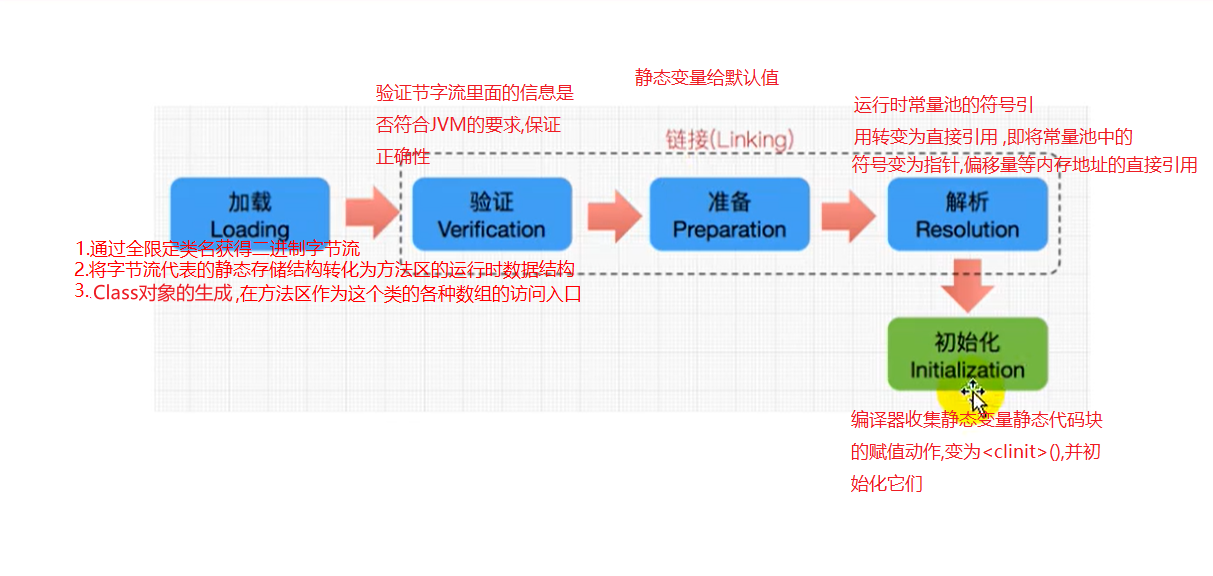 静态变量给默认值
验证节字流里面的信息是
否符合JVM的要求,保证
正确性
运行时常量池的符号引
用转变为直接引用 ,即将常量池中的
符号变为指针,偏移量等内存地址的直接引用
链接(Linking)
加载
Loading
验证
Verification
准备
Preparation
解析
Resolution
1.通过全限定类名获得二进制字节流
2.将字节流代表的静态存储结构转化为方法区的运行时数据结构
3..Class对象的生成,在方法区作为这个类的各种数组的访问入口
初始化
Initialization
编译器收集静态变量静态代码块
的赋值动作,变为<clinit>(),并初
始化它们